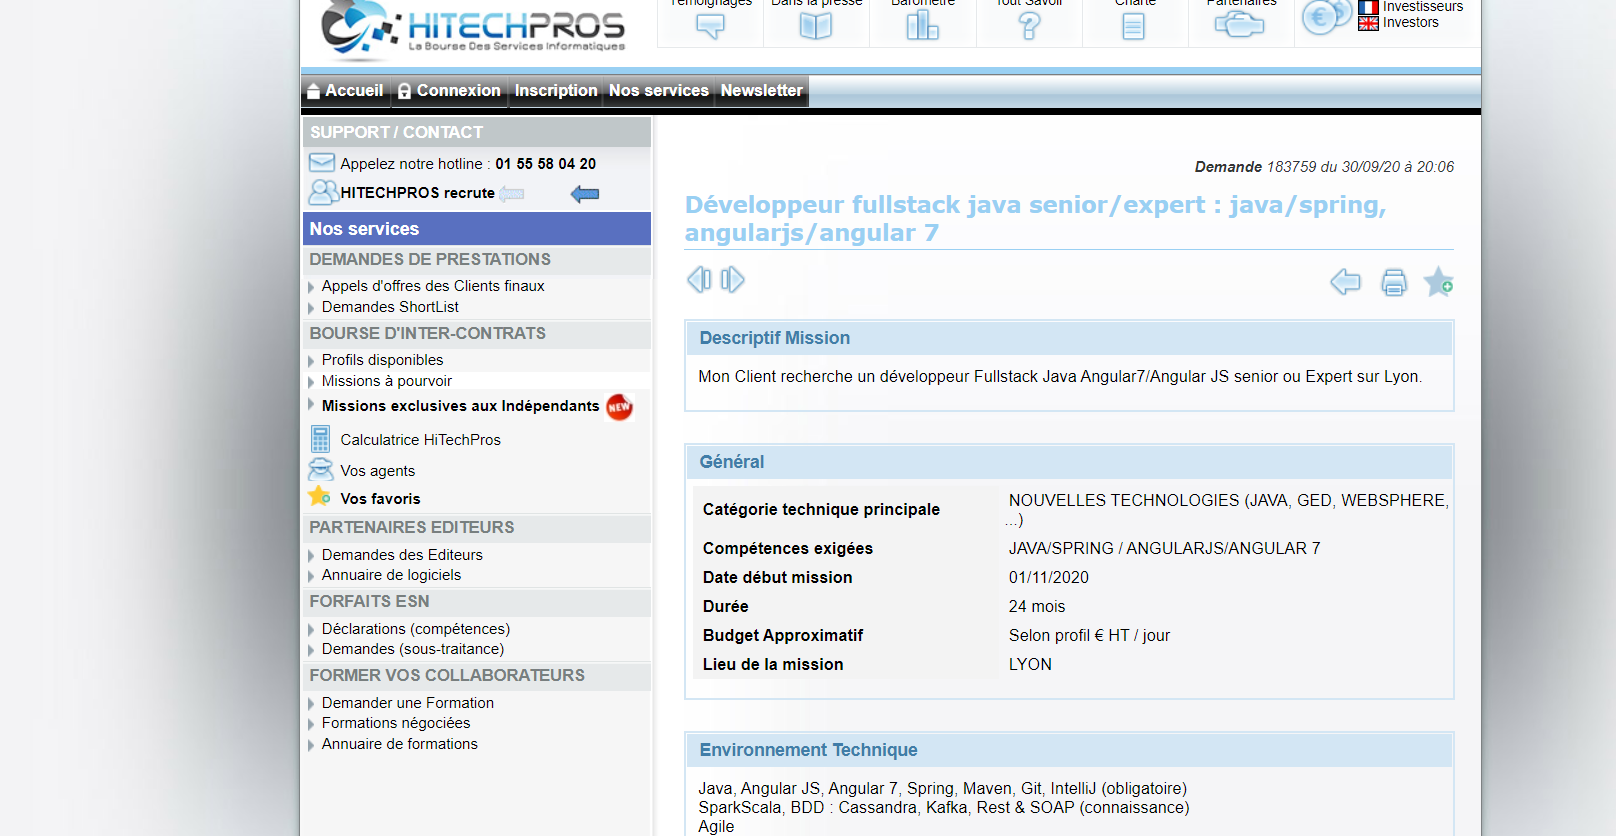 HITECHPROS
La Bourse Des Services Informatiques
Témoignages
Dans la presse
Baromètre
Tout Savoir
Charte
Partenaires
Investisseurs
Investors
Accueil
Connexion
Inscription
Nos services
Newsletter
SUPPORT / CONTACT
Appelez notre hotline : 01 55 58 04 20
HITECHPROS recrute
Nos services
DEMANDES DE PRESTATIONS
Appels d'offres des Clients finaux
Demandes ShortList
BOURSE D'INTER-CONTRATS
Profils disponibles
Missions à pourvoir
Missions exclusives aux Indépendants NEW
Calculatrice HiTechPros
Vos agents
Vos favoris
PARTENAIRES EDITEURS
Demandes des Editeurs
Annuaire de logiciels
FORFAITS ESN
Déclarations (compétences)
Demandes (sous-traitance)
FORMER VOS COLLABORATEURS
Demander une Formation
Formations négociées
Annuaire de formations
Demande 183759 du 30/09/20 à 20:06
Développeur fullstack java senior/expert : java/spring,
angularjs/angular 7
Descriptif Mission
Mon Client recherche un développeur Fullstack Java Angular7/Angular JS senior ou Expert sur Lyon.
Général
Catégorie technique principale
NOUVELLES TECHNOLOGIES (JAVA, GED, WEBSPHERE,
...)
Compétences exigées
JAVA/SPRING / ANGULARJS/ANGULAR 7
Date début mission
01/11/2020
Durée
24 mois
Budget Approximatif
Selon profil € HT / jour
Lieu de la mission
LYON
Environnement Technique
Java, Angular JS, Angular 7, Spring, Maven, Git, IntelliJ (obligatoire)
SparkScala, BDD : Cassandra, Kafka, Rest & SOAP (connaissance)
Agile